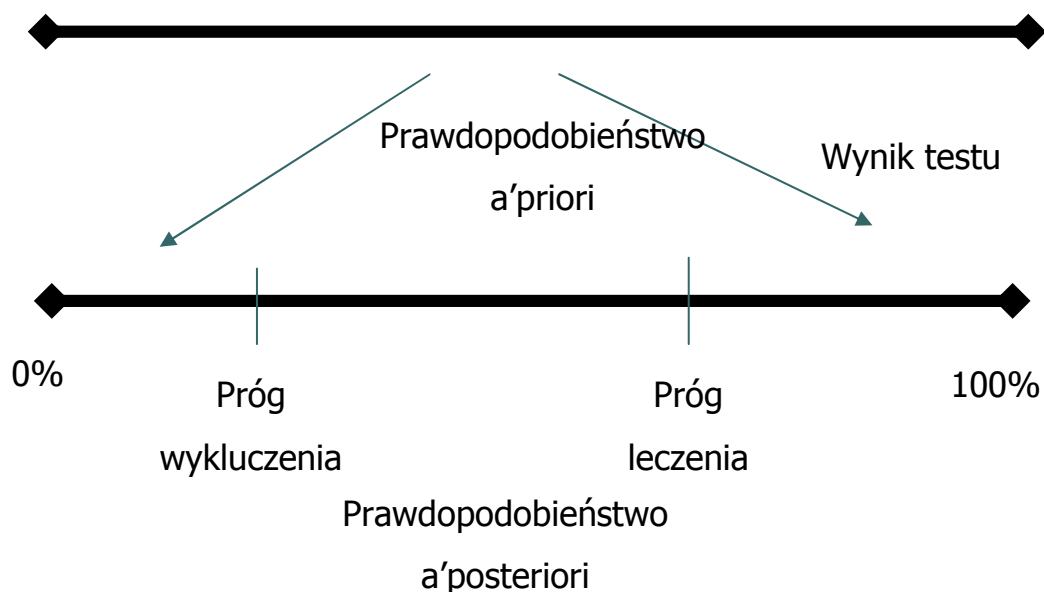 Prawdopodobieństwo
a’priori
Wynik testu
0%
100%
Próg
wykluczenia
Próg
leczenia
Prawdopodobieństwo
a’posteriori